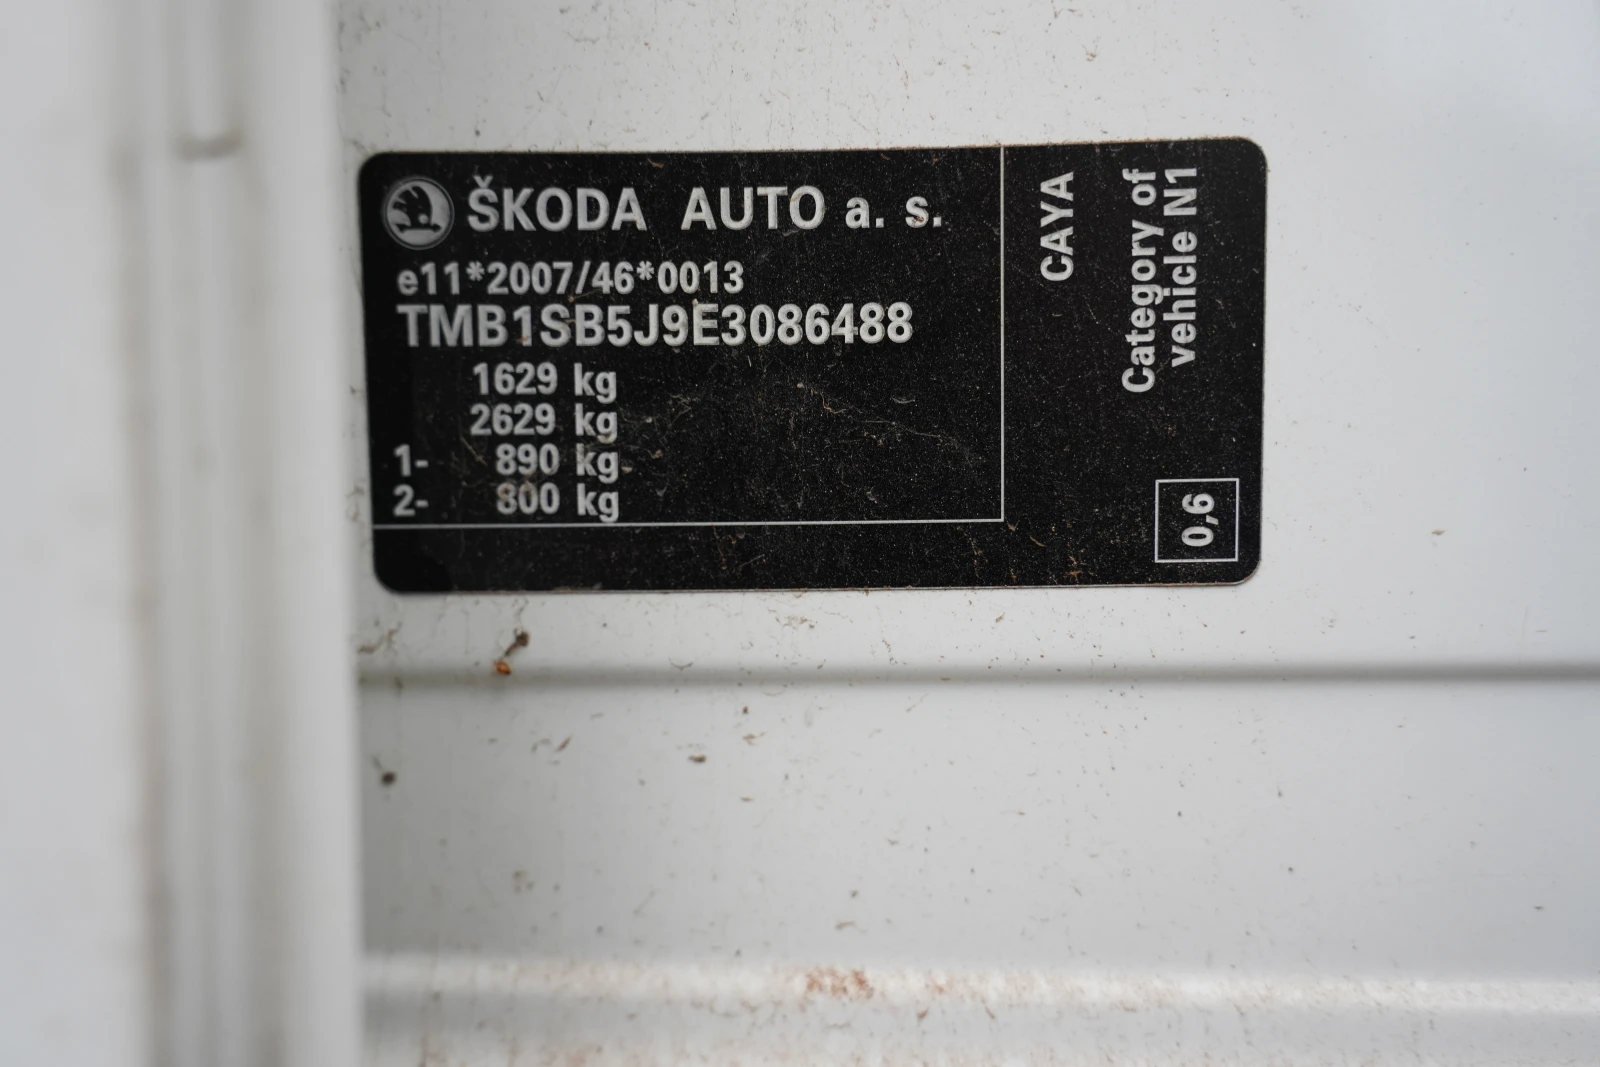 ŠKODA AUTO a. s.
e11*2007/46*0013
TMB1SB5J9E3086488
1629 kg
2629 kg
1- 890 kg
2- 800 kg
CAYA
Category of
vehicle N1
0,6